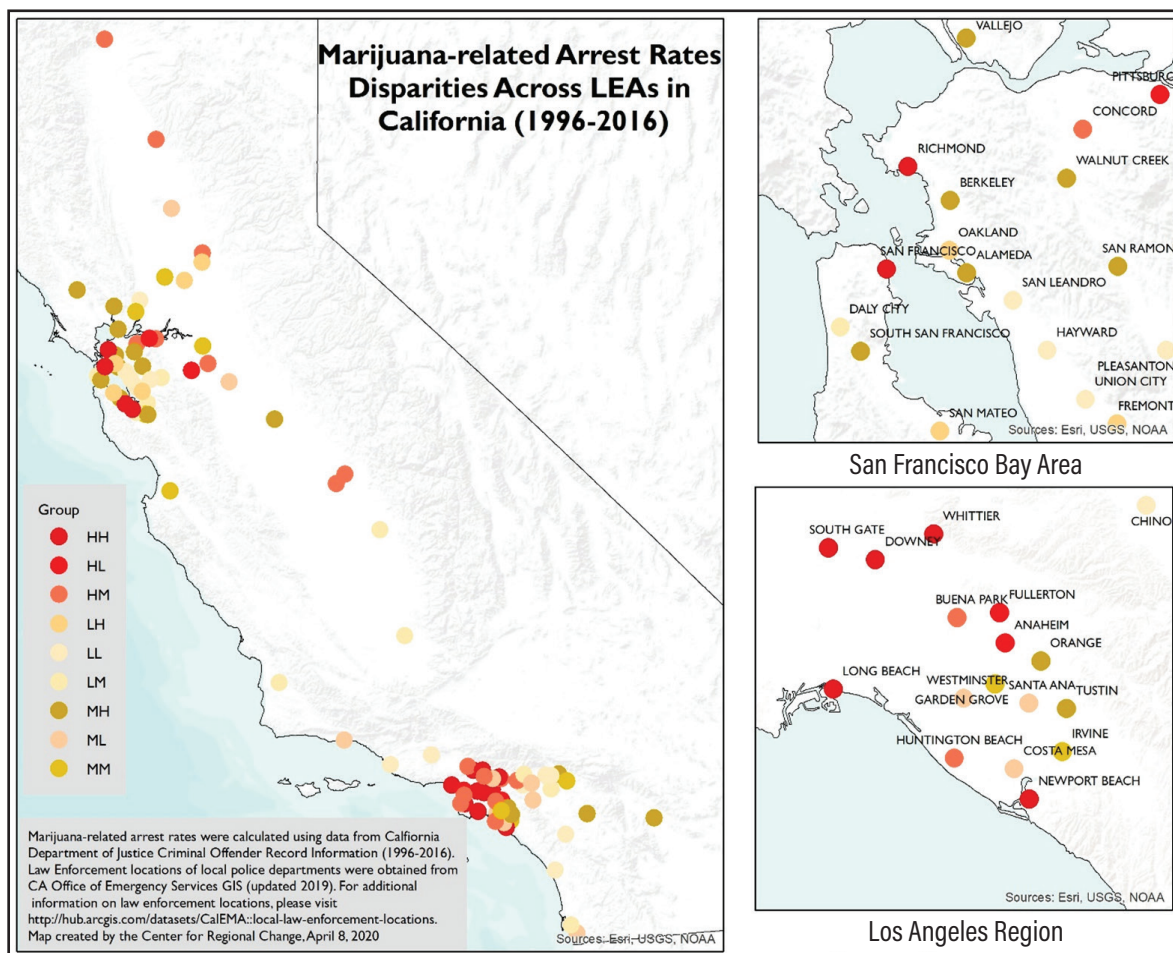 Marijuana-related Arrest Rates
Disparities Across LEAs in
California (1996-2016)
Group
HH
HL
HM
LH
LL
LM
MH
ML
MM
Marijuana-related arrest rates were calculated using data from Calfiornia
Department of Justice Criminal Offender Record Information (1996-2016).
Law Enforcement locations of local police departments were obtained from
CA Office of Emergency Services GIS (updated 2019). For additional
information on law enforcement locations, please visit
http://hub.arcgis.com/datasets/CalEMA::local-law-enforcement-locations.
Map created by the Center for Regional Change, April 8, 2020
Sources: Esri, USGS, NOAA
VALLEJO
PITTSBURG
CONCORD
RICHMOND
WALNUT CREEK
BERKELEY
OAKLAND
SAN FRANCISCO
ALAMEDA
SAN RAMON
SAN LEANDRO
DALY CITY
SOUTH SAN FRANCISCO
HAYWARD
PLEASANTON
UNION CITY
SAN MATEO
FREMONT
Sources: Esri, USGS, NOAA
San Francisco Bay Area
CHINO
WHITTIER
SOUTH GATE
DOWNEY
BUENA PARK
FULLERTON
ANAHEIM
ORANGE
LONG BEACH
WESTMINSTER
SANTA ANA
TUSTIN
GARDEN GROVE
IRVINE
HUNTINGTON BEACH
COSTA MESA
NEWPORT BEACH
Sources: Esri, USGS, NOAA
Los Angeles Region